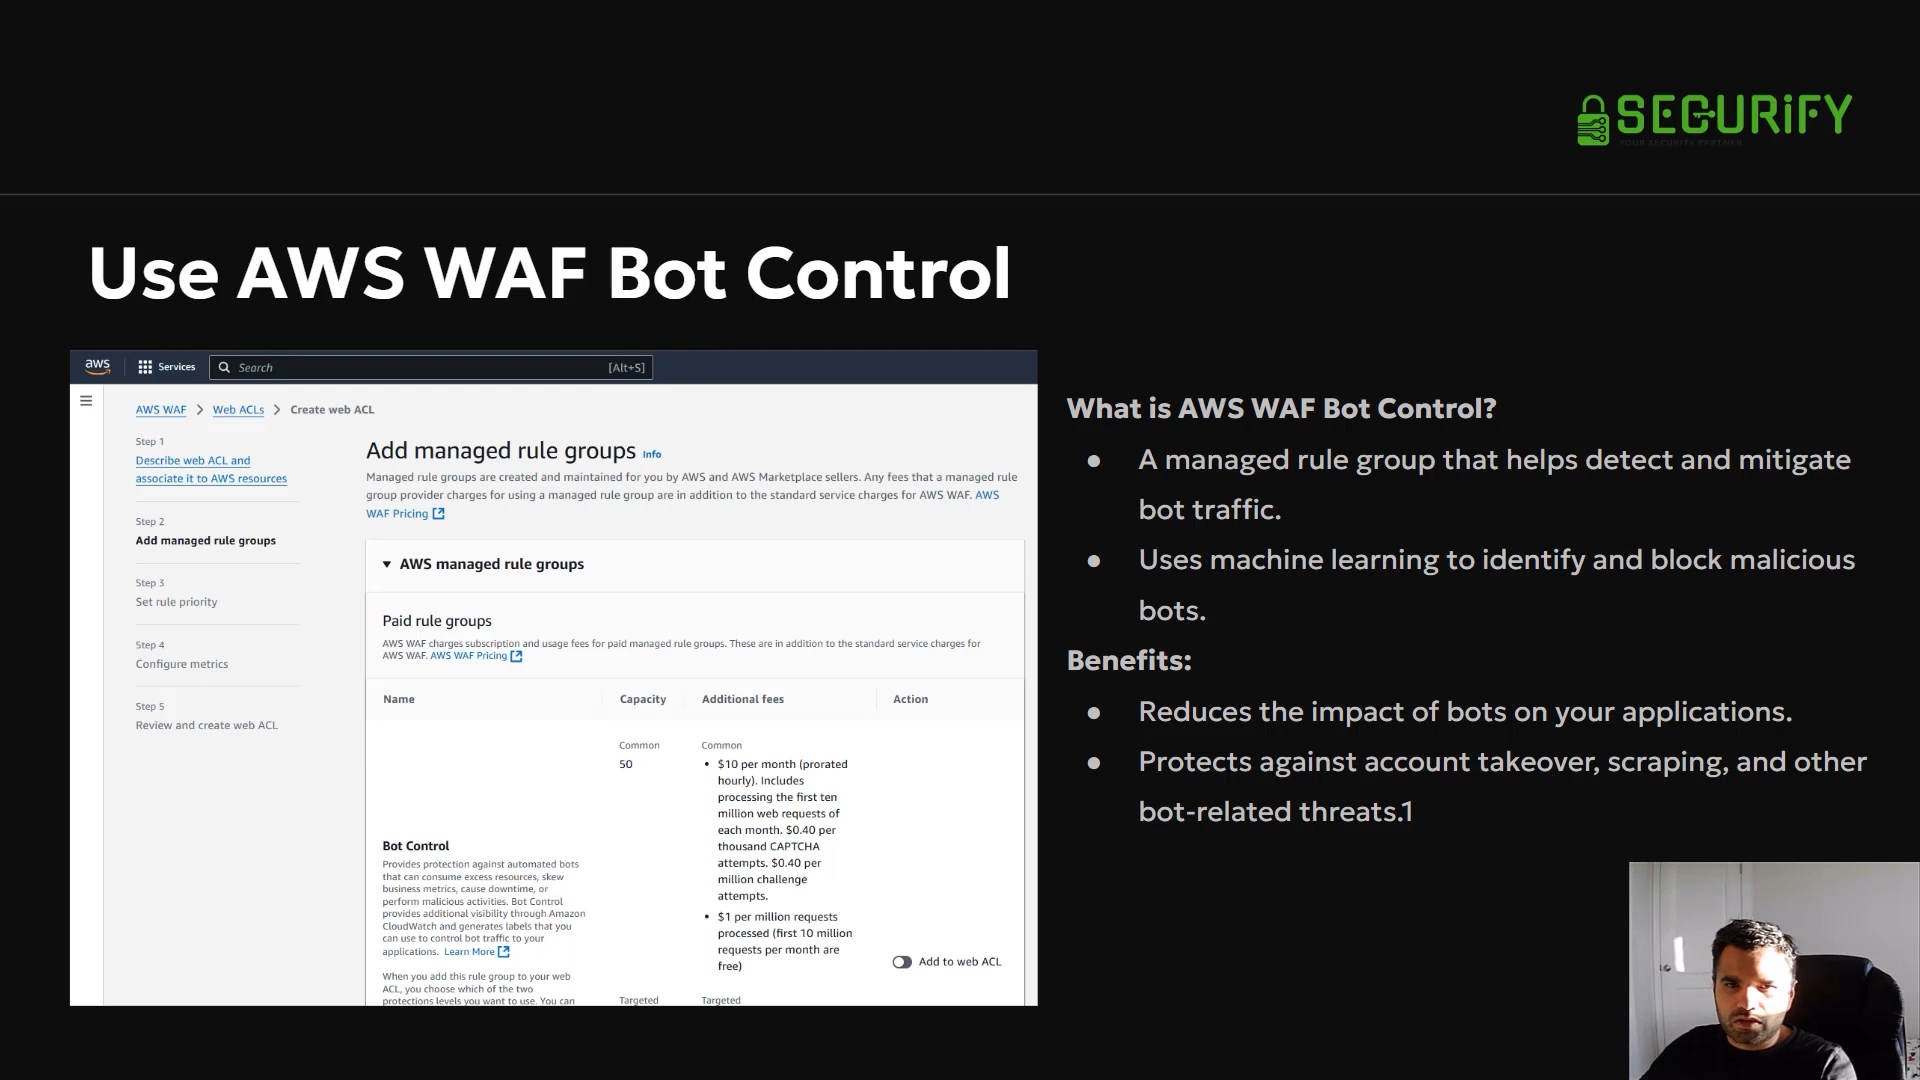 SECURiFY
YOUR SECURITY PARTNER
Use AWS WAF Bot Control
aws
Services
Search
[Alt+S]
AWS WAF > Web ACLs > Create web ACL
Step 1
Describe web ACL and
associate it to AWS resources
Step 2
Add managed rule groups
Step 3
Set rule priority
Step 4
Configure metrics
Step 5
Review and create web ACL
Add managed rule groups Info
Managed rule groups are created and maintained for you by AWS and AWS Marketplace sellers. Any fees that a managed rule
group provider charges for using a managed rule group are in addition to the standard service charges for AWS WAF. AWS
WAF Pricing
AWS managed rule groups
Paid rule groups
AWS WAF charges subscription and usage fees for paid managed rule groups. These are in addition to the standard service charges for
AWS WAF. AWS WAF Pricing
Name Capacity Additional fees Action
Bot Control
Provides protection against automated bots
that can consume excess resources, skew
business metrics, cause downtime, or
perform malicious activities. Bot Control
provides additional visibility through Amazon
CloudWatch and generates labels that you
can use to control bot traffic to your
applications. Learn More
When you add this rule group to your web
ACL, you choose which of the two
protections levels you want to use. You can
Common
50
Targeted
Common
• $10 per month (prorated
hourly). Includes
processing the first ten
million web requests of
each month. $0.40 per
thousand CAPTCHA
attempts. $0.40 per
million challenge
attempts.
• $1 per million requests
processed (first 10 million
requests per month are
free)
Targeted
Add to web ACL
What is AWS WAF Bot Control?
● A managed rule group that helps detect and mitigate
bot traffic.
● Uses machine learning to identify and block malicious
bots.
Benefits:
● Reduces the impact of bots on your applications.
● Protects against account takeover, scraping, and other
bot-related threats.1